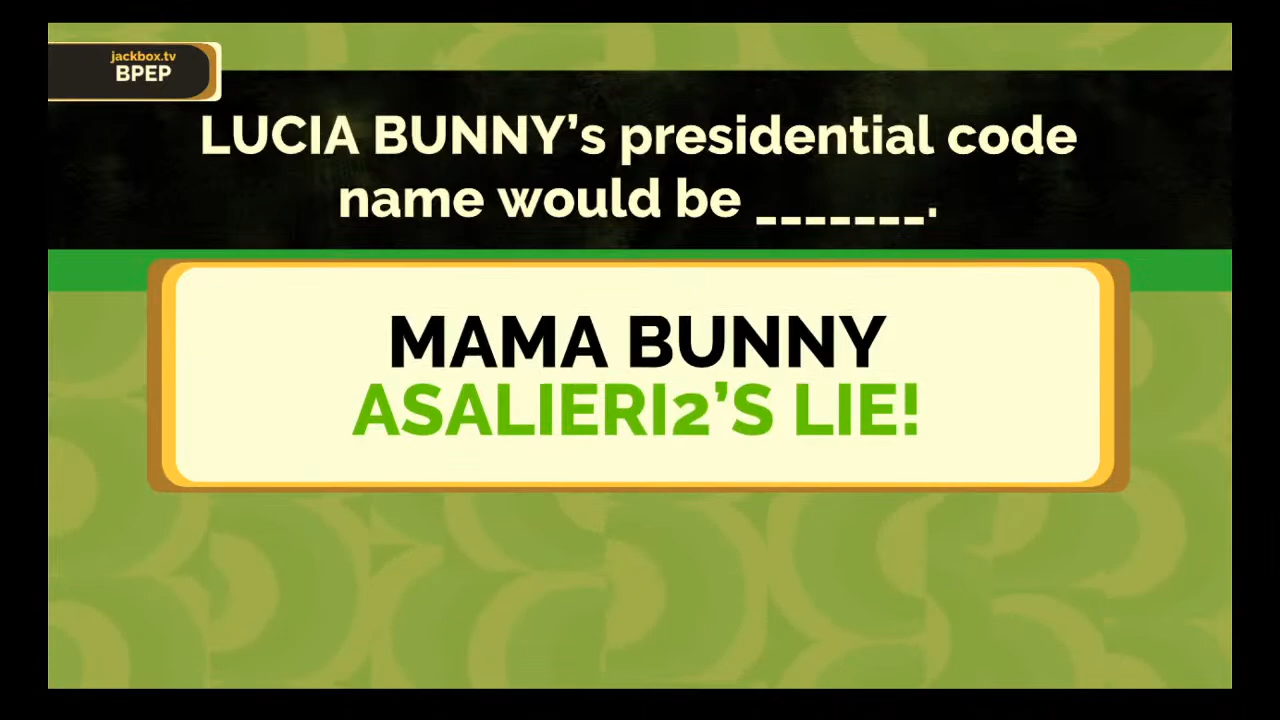 jackbox.tv
BPEP
LUCIA BUNNY’s presidential code
name would be _______.
MAMA BUNNY
ASALIERI2’S LIE!